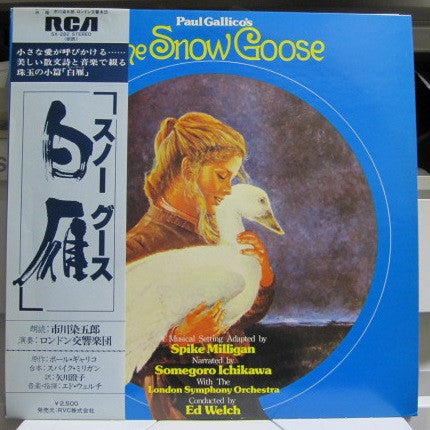 RCA
SX-282 STEREO
小さな愛が呼びかける……
美しい散文詩と音楽で綴る
珠玉の小篇「白雁」
「スノー グース
白雁」
朗読:市川染五郎
演奏:ロンドン交響楽団
原作:ポール・ギャリコ
台本:スパイク・ミリガン
訳:矢川澄子
音楽・指揮:エド・ウェルチ
¥2,500
発売元:RVC株式会社
Paul Gallico's
The Snow Goose
Musical Setting Adapted by
Spike Milligan
Narrated by
Somegoro Ichikawa
With The
London Symphony Orchestra
Conducted by
Ed Welch